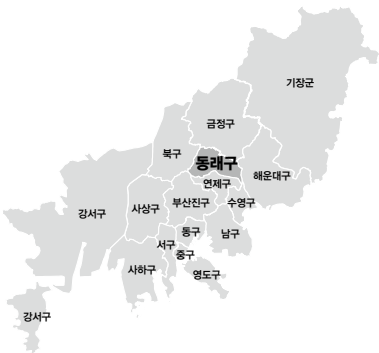 기장군
금정구
북구
동래구
해운대구
연제구
부산진구
수영구
강서구
사상구
동구
남구
서구
중구
사하구
영도구
강서구